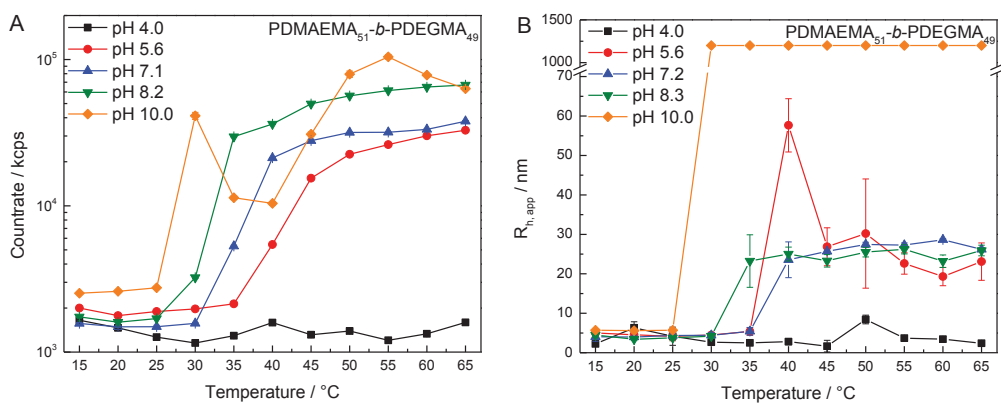 A
PDMAEMA51-b-PDEGMA49
pH 4.0
pH 5.6
pH 7.1
pH 8.2
pH 10.0
10^5
10^4
10^3
Countrate / kcps
15 20 25 30 35 40 45 50 55 60 65
Temperature / °C
B
PDMAEMA51-b-PDEGMA49
pH 4.0
pH 5.6
pH 7.2
pH 8.3
pH 10.0
1500
1000
70
60
50
40
30
20
10
0
Rh, app / nm
15 20 25 30 35 40 45 50 55 60 65
Temperature / °C